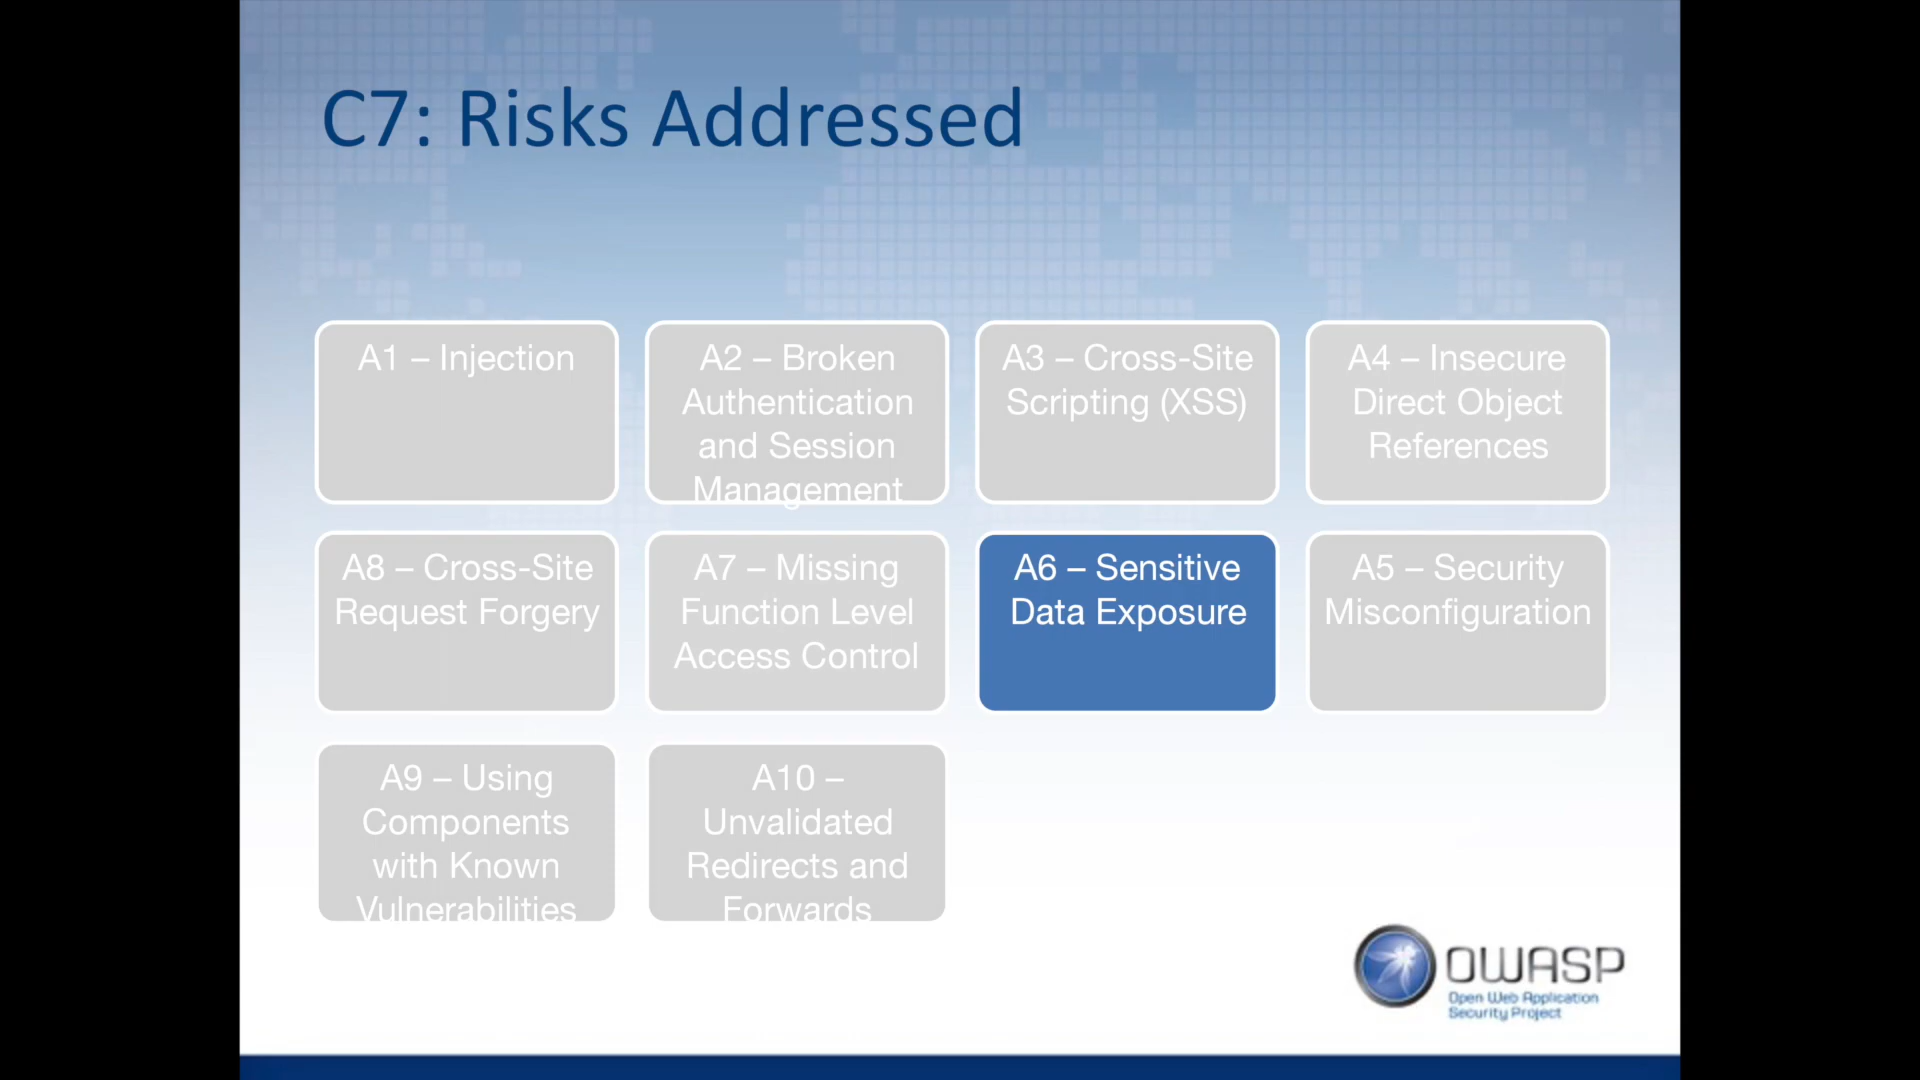 C7: Risks Addressed
A1 – Injection
A2 – Broken
Authentication
and Session
Management
A3 – Cross-Site
Scripting (XSS)
A4 – Insecure
Direct Object
References
A8 – Cross-Site
Request Forgery
A7 – Missing
Function Level
Access Control
A6 – Sensitive
Data Exposure
A5 – Security
Misconfiguration
A9 – Using
Components
with Known
Vulnerabilities
A10 –
Unvalidated
Redirects and
Forwards
OWASP
Open Web Application
Security Project